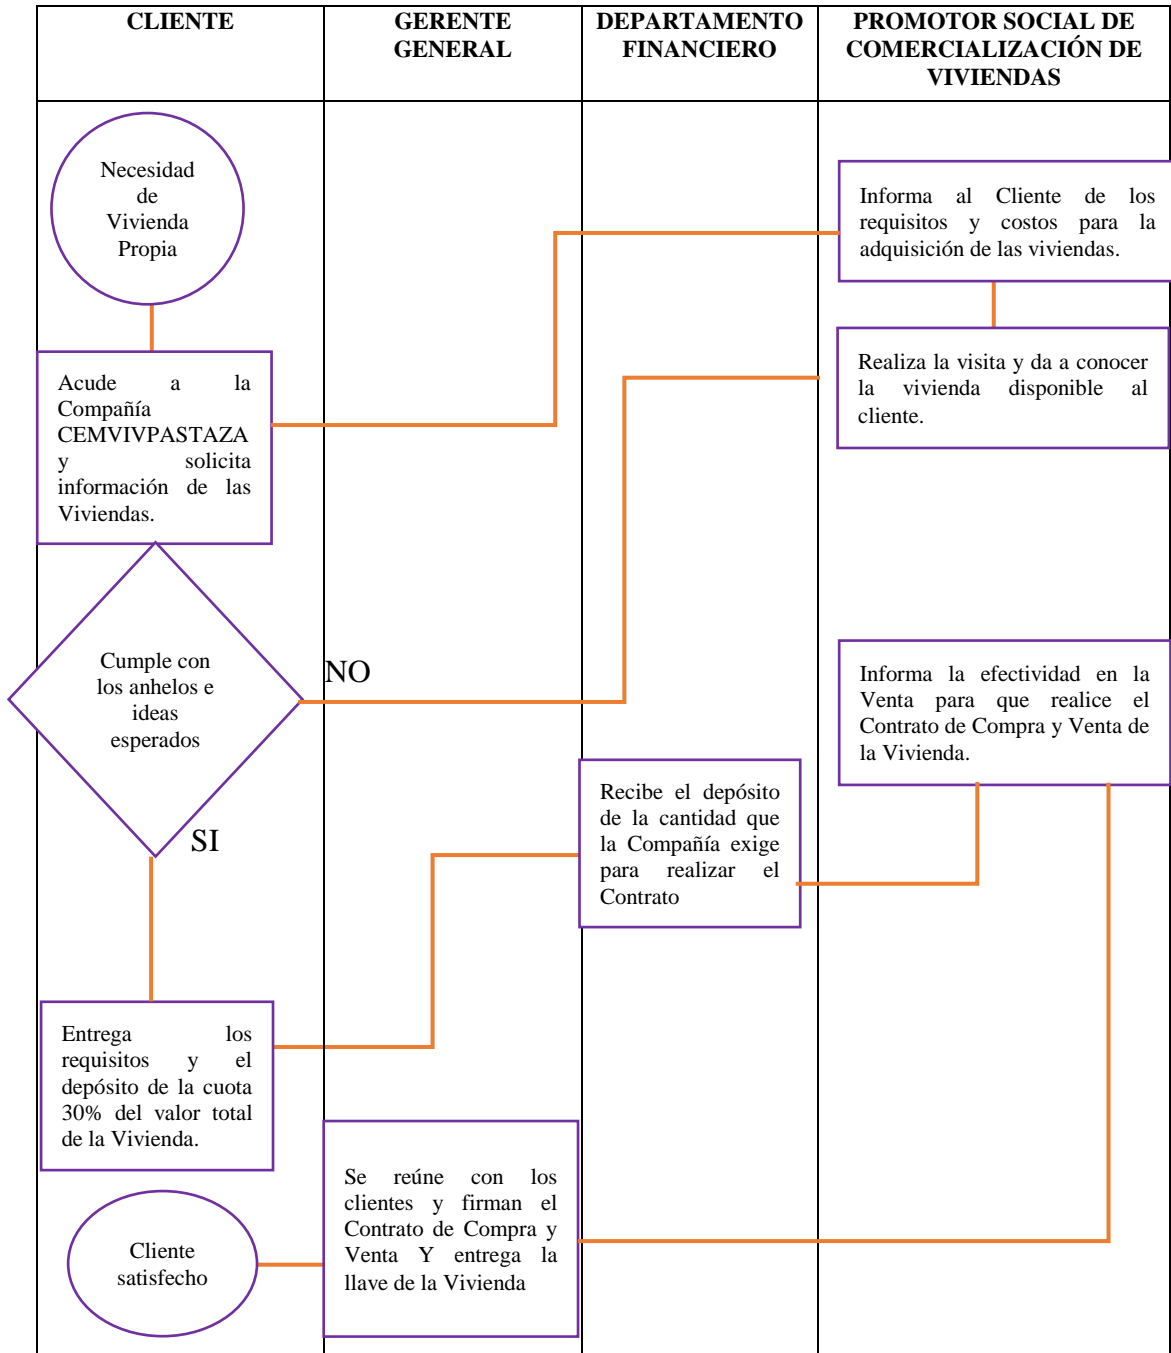 CLIENTE
GERENTE
GENERAL
DEPARTAMENTO
FINANCIERO
PROMOTOR SOCIAL DE
COMERCIALIZACIÓN DE
VIVIENDAS
Necesidad
de
Vivienda
Propia
Informa al Cliente de los
requisitos y costos para la
adquisición de las viviendas.
Acude a la
Compañía
CEMVIVPASTAZA
y solicita
información de las
Viviendas.
Realiza la visita y da a conocer
la vivienda disponible al
cliente.
Cumple con
los anhelos e
ideas
esperados
NO
SI
Informa la efectividad en la
Venta para que realice el
Contrato de Compra y Venta de
la Vivienda.
Recibe el depósito
de la cantidad que
la Compañía exige
para realizar el
Contrato
Entrega los
requisitos y el
depósito de la cuota
30% del valor total
de la Vivienda.
Se reúne con los
clientes y firman el
Contrato de Compra y
Venta Y entrega la
llave de la Vivienda
Cliente
satisfecho